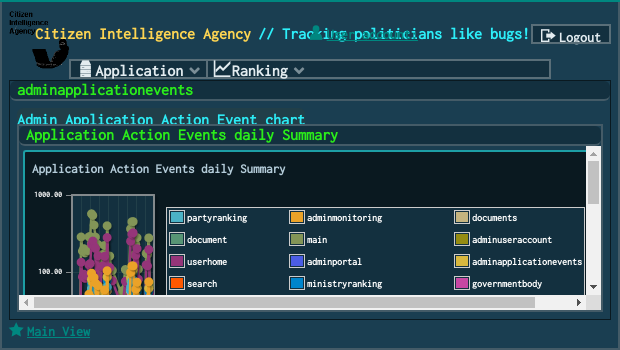 Citizen
Intelligence
Agency
Citizen Intelligence Agency // Tracking politicians like bugs!
Logout
Application
Ranking
adminapplicationevents
Admin Application Action Event chart
Application Action Events daily Summary
Application Action Events daily Summary
1000.00
100.00
partyranking
adminmonitoring
documents
document
main
adminuseraccount
userhome
adminportal
adminapplicationevents
search
ministryranking
governmentbody
Main View